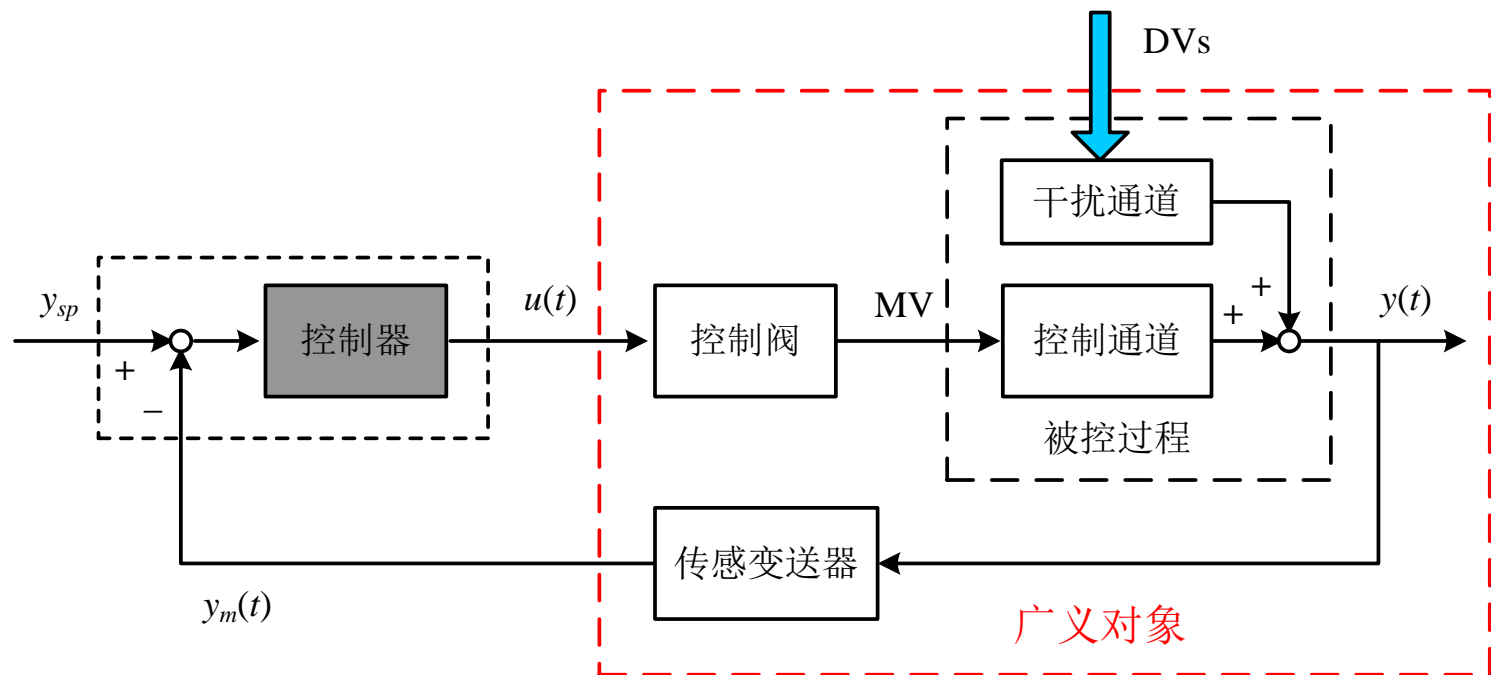 DVs
干扰通道
y_sp
u(t)
MV
+
+
y(t)
控制器
控制阀
控制通道
+
−
被控过程
传感变送器
y_m(t)
广义对象